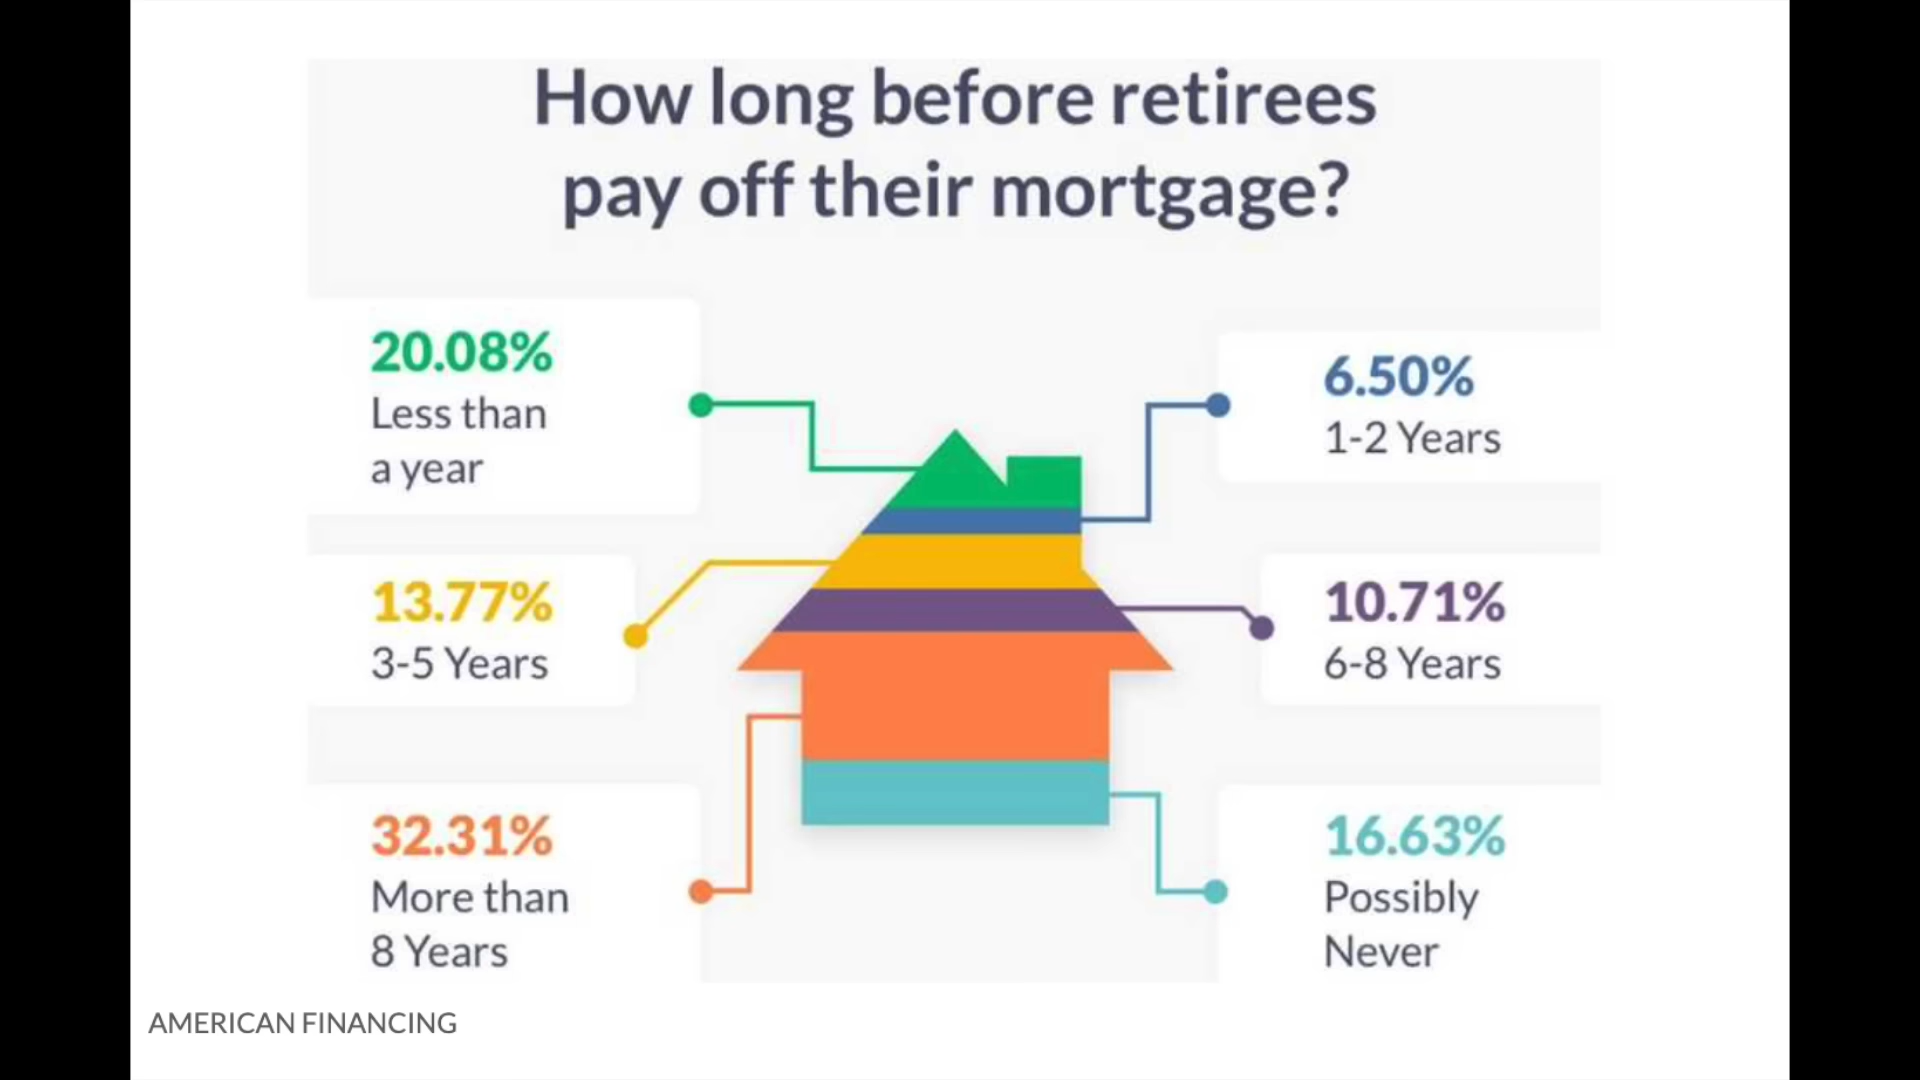 How long before retirees
pay off their mortgage?
20.08%
Less than
a year
6.50%
1-2 Years
13.77%
3-5 Years
10.71%
6-8 Years
32.31%
More than
8 Years
16.63%
Possibly
Never
AMERICAN FINANCING